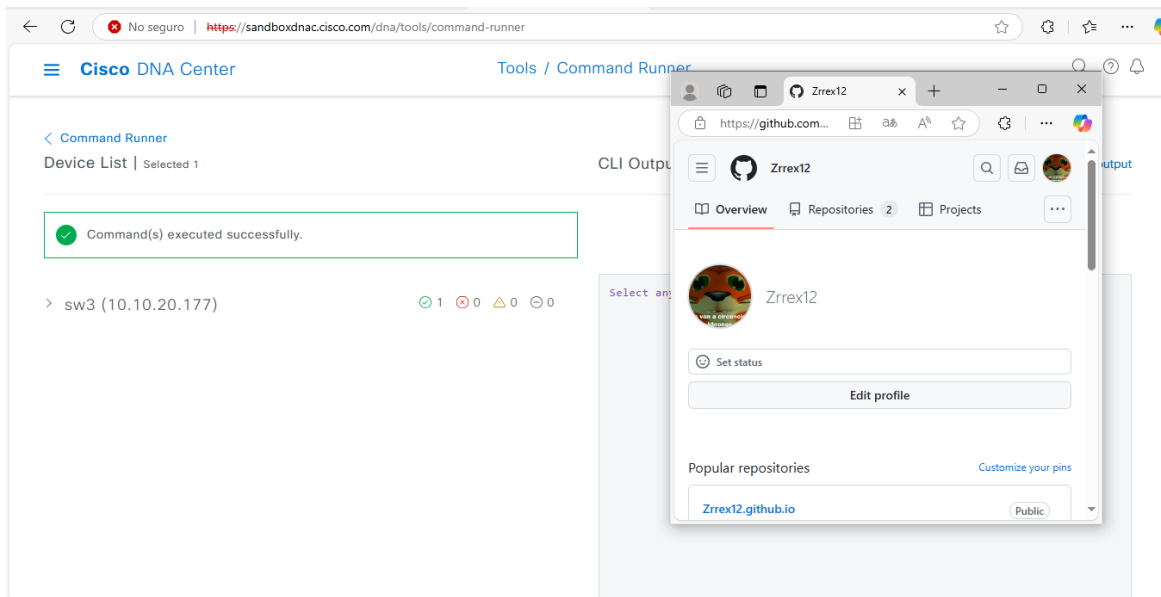 No seguro
https://sandboxdnac.cisco.com/dna/tools/command-runner
Cisco DNA Center
Tools / Command Runner
Command Runner
Device List | Selected 1
Command(s) executed successfully.
sw3 (10.10.20.177)
1
0
0
0
CLI
Select
Zrrex12
https://github.com...
Zrrex12
Overview
Repositories 2
Projects
Zrrex12
Set status
Edit profile
Popular repositories
Customize your pins
Zrrex12.github.io
Public